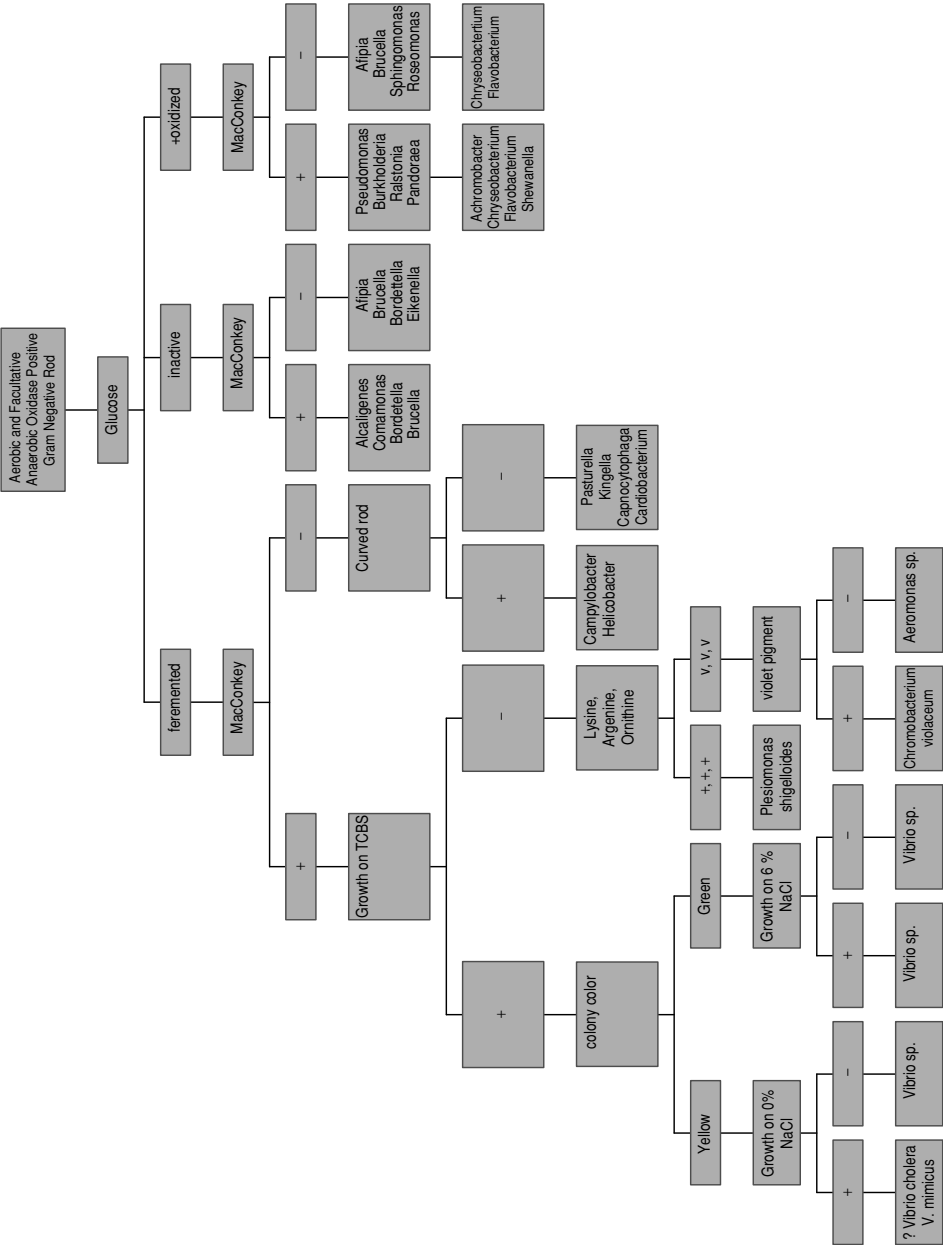 Aerobic and Facultative
Anaerobic Oxidase Positive
Gram Negative Rod
Glucose
feremented
inactive
+oxidized
MacConkey
MacConkey
MacConkey
+
−
+
−
+
−
Growth on TCBS
Curved rod
Alcaligenes
Comamonas
Bordetella
Brucella
Afipia
Brucella
Bordettella
Eikenella
Pseudomonas
Burkholderia
Ralstonia
Pandoraea
Afipia
Brucella
Sphingomonas
Roseomonas
+
−
+
−
Achromobacter
Chryseobacterium
Flavobacterium
Shewanella
Chryseobactertium
Flavobacterium
colony color
Lysine,
Argenine,
Ornithine
Campylobacter
Helicobacter
Pasturella
Kingella
Capnocytophaga
Cardiobacterium
Yellow
Green
+, +, +
v, v, v
Growth on 0%
NaCl
Growth on 6 %
NaCl
Plesiomonas
shigelloides
violet pigment
+
−
+
−
+
−
? Vibrio cholera
V. mimicus
Vibrio sp.
Vibrio sp.
Vibrio sp.
Chromobacterium
violaceum
Aeromonas sp.